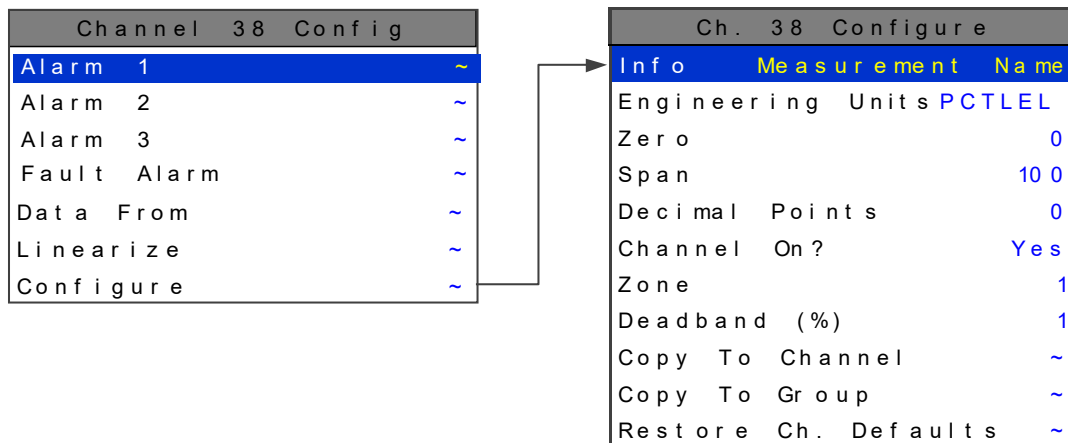 Channel 38 Config
Alarm 1 ~
Alarm 2 ~
Alarm 3 ~
Fault Alarm ~
Data From ~
Linearize ~
Configure ~
Ch. 38 Configure
Info Measurement Name
Engineering Units PCTLEL
Zero 0
Span 100
Decimal Points 0
Channel On? Yes
Zone 1
Deadband (%) 1
Copy To Channel ~
Copy To Group ~
Restore Ch. Defaults ~